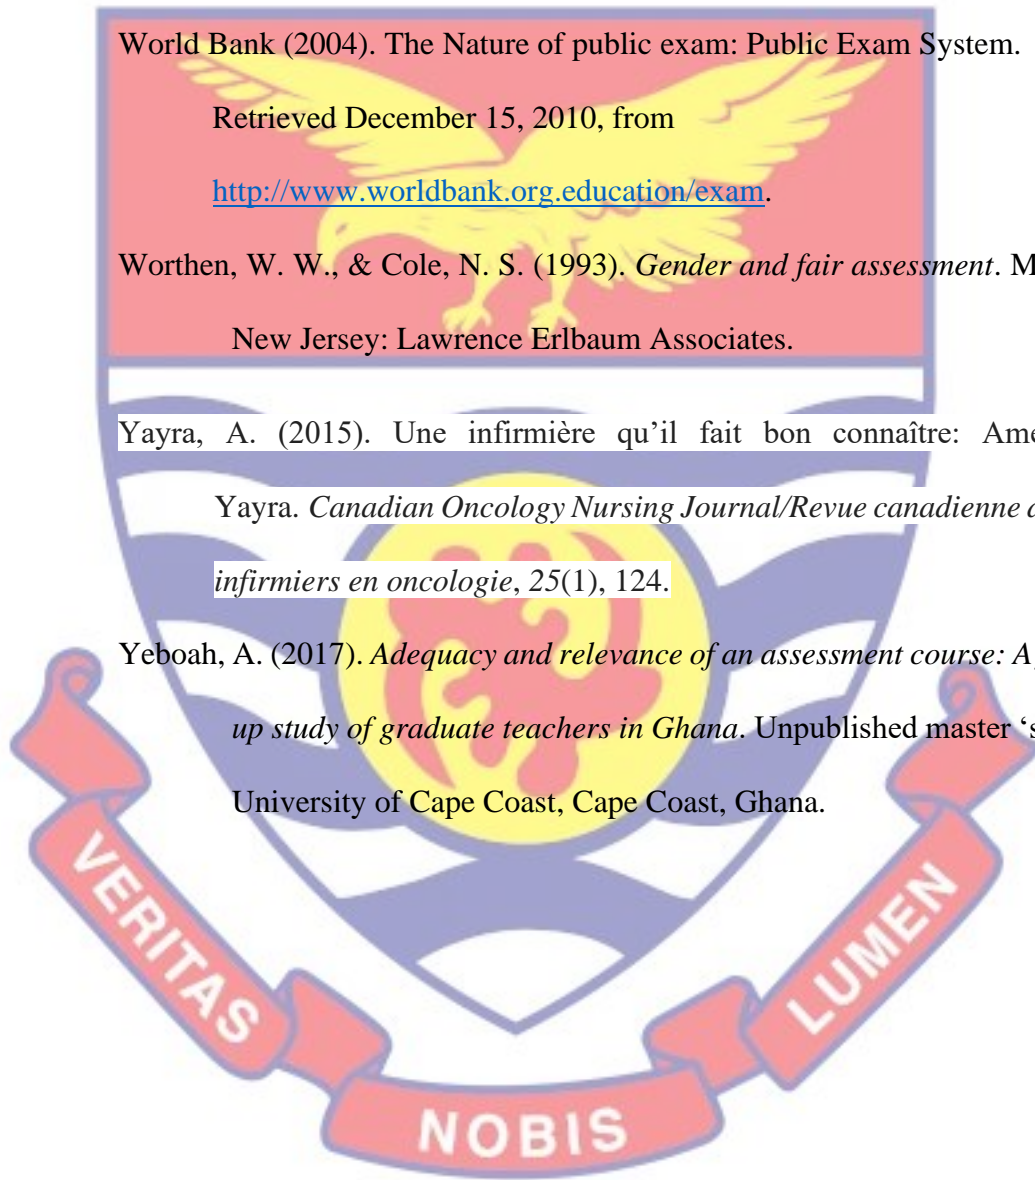 World Bank (2004). The Nature of public exam: Public Exam System.
Retrieved December 15, 2010, from
http://www.worldbank.org.education/exam.
Worthen, W. W., & Cole, N. S. (1993). Gender and fair assessment. M
New Jersey: Lawrence Erlbaum Associates.
Yayra, A. (2015). Une infirmière qu’il fait bon connaître: Ame
Yayra. Canadian Oncology Nursing Journal/Revue canadienne
infirmiers en oncologie, 25(1), 124.
Yeboah, A. (2017). Adequacy and relevance of an assessment course: A
up study of graduate teachers in Ghana. Unpublished master ‘s
University of Cape Coast, Cape Coast, Ghana.
VERITAS
NOBIS
LUMEN